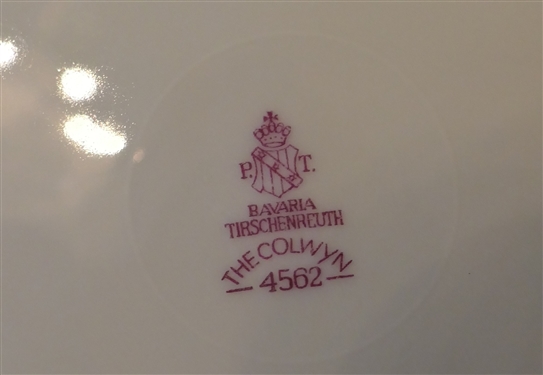 P. T.
BAVARIA
TIRSCHENREUTH
THE COLWYN
4562